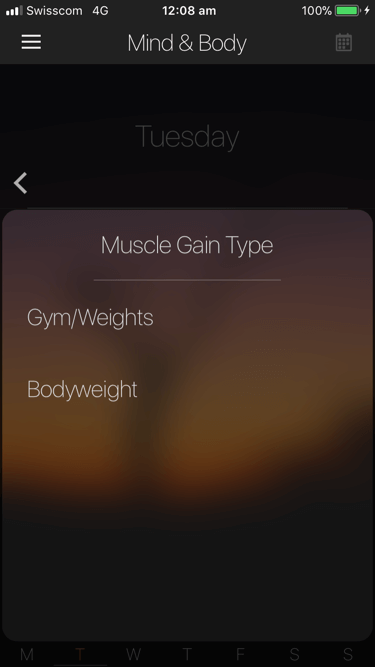 Swisscom 4G 12:08 am 100%
Mind & Body
Tuesday
Muscle Gain Type
Gym/Weights
Bodyweight
M T W T F S S